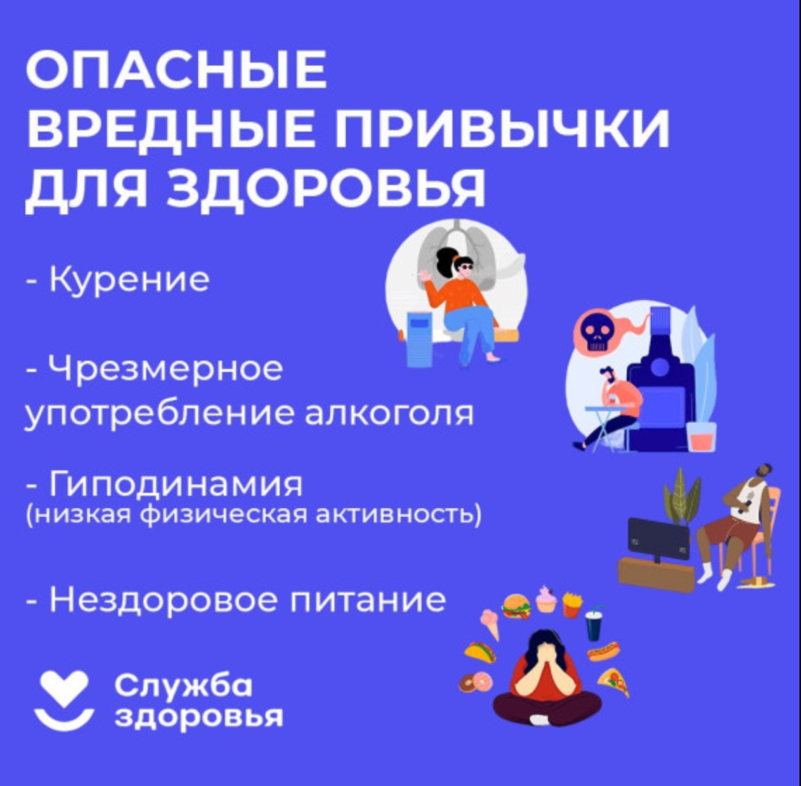 ОПАСНЫЕ
ВРЕДНЫЕ ПРИВЫЧКИ
ДЛЯ ЗДОРОВЬЯ
- Курение
- Чрезмерное
употребление алкоголя
- Гиподинамия
(низкая физическая активность)
- Нездоровое питание
Служба
здоровья